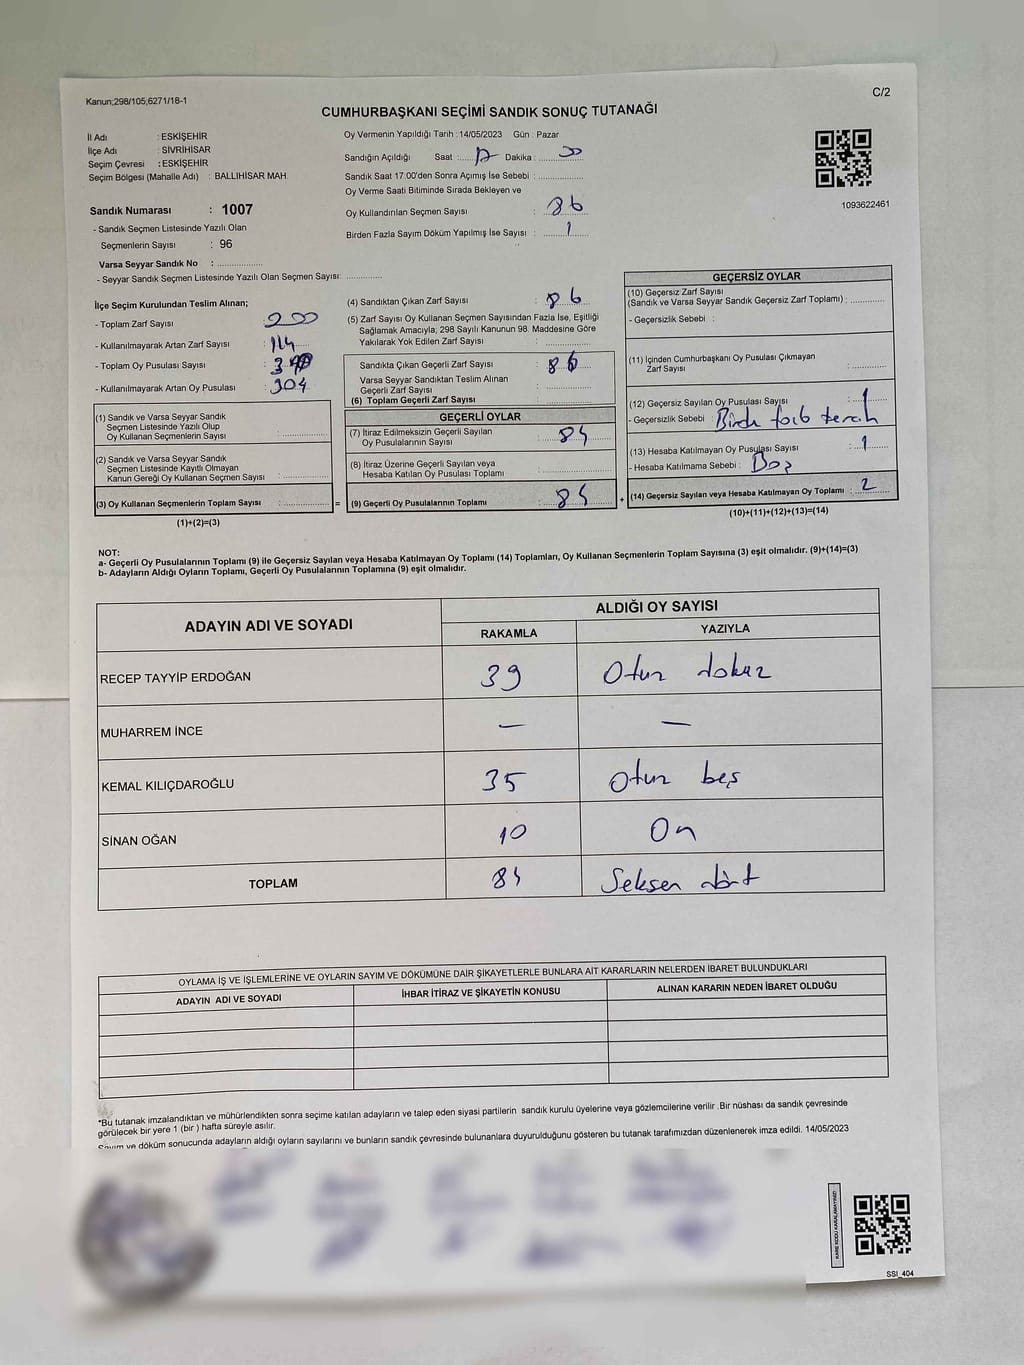 Kanun;298/105;6271/18-1
C/2
CUMHURBAŞKANI SEÇİMİ SANDIK SONUÇ TUTANAĞI
İl Adı : ESKİŞEHİR
İlçe Adı : SİVRİHİSAR
Seçim Çevresi : ESKİŞEHİR
Seçim Bölgesi (Mahalle Adı) : BALLIHİSAR MAH.
Sandık Numarası : 1007
- Sandık Seçmen Listesinde Yazılı Olan
Seçmenlerin Sayısı : 96
Varsa Seyyar Sandık No : ..................
- Seyyar Sandık Seçmen Listesinde Yazılı Olan Seçmen Sayısı: ..............
Oy Vermenin Yapıldığı Tarih :14/05/2023 Gün : Pazar
Sandığın Açıldığı Saat : 17 Dakika : 00
Sandık Saat 17:00'den Sonra Açımış İse Sebebi : ................
Oy Verme Saati Bitiminde Sırada Bekleyen ve
Oy Kullandırılan Seçmen Sayısı : 86
Birden Fazla Sayım Döküm Yapılmış İse Sayısı : 1
1093622461
İlçe Seçim Kurulundan Teslim Alınan;
- Toplam Zarf Sayısı : 200
- Kullanılmayarak Artan Zarf Sayısı : 114
- Toplam Oy Pusulası Sayısı :
- Kullanılmayarak Artan Oy Pusulası : 304
(1) Sandık ve Varsa Seyyar Sandık
Seçmen Listesinde Yazılı Olup
Oy Kullanan Seçmenlerin Sayısı :
(2) Sandık ve Varsa Seyyar Sandık
Seçmen Listesinde Kayıtlı Olmayan
Kanun Gereği Oy Kullanan Seçmen Sayısı :
(3) Oy Kullanan Seçmenlerin Toplam Sayısı : =
(1)+(2)=(3)
(4) Sandıktan Çıkan Zarf Sayısı : 86
(5) Zarf Sayısı Oy Kullanan Seçmen Sayısından Fazla İse, Eşitliği
Sağlamak Amacıyla; 298 Sayılı Kanunun 98. Maddesine Göre
Yakılarak Yok Edilen Zarf Sayısı :
Sandıkta Çıkan Geçerli Zarf Sayısı : 86
Varsa Seyyar Sandıktan Teslim Alınan
Geçerli Zarf Sayısı :
(6) Toplam Geçerli Zarf Sayısı :
GEÇERLİ OYLAR
(7) İtiraz Edilmeksizin Geçerli Sayılan
Oy Pusulalarının Sayısı : 84
(8) İtiraz Üzerine Geçerli Sayılan veya
Hesaba Katılan Oy Pusulası Toplamı :
(9) Geçerli Oy Pusulalarının Toplamı : 84 +
GEÇERSİZ OYLAR
(10) Geçersiz Zarf Sayısı
(Sandık ve Varsa Seyyar Sandık Geçersiz Zarf Toplamı) : ............
- Geçersizlik Sebebi :
(11) İçinden Cumhurbaşkanı Oy Pusulası Çıkmayan
Zarf Sayısı :
(12) Geçersiz Sayılan Oy Pusulası Sayısı : 1
- Geçersizlik Sebebi : tercih
(13) Hesaba Katılmayan Oy Pusulası Sayısı : 1
- Hesaba Katılmama Sebebi : Boş
(14) Geçersiz Sayılan veya Hesaba Katılmayan Oy Toplamı : 2
(10)+(11)+(12)+(13)=(14)
NOT:
a- Geçerli Oy Pusulalarının Toplamı (9) ile Geçersiz Sayılan veya Hesaba Katılmayan Oy Toplamı (14) Toplamları, Oy Kullanan Seçmenlerin Toplam Sayısına (3) eşit olmalıdır. (9)+(14)=(3)
b- Adayların Aldığı Oyların Toplamı, Geçerli Oy Pusulalarının Toplamına (9) eşit olmalıdır.
ADAYIN ADI VE SOYADI
ALDIĞI OY SAYISI
RAKAMLA YAZIYLA
RECEP TAYYİP ERDOĞAN 39 Otuz dokuz
MUHARREM İNCE — —
KEMAL KILIÇDAROĞLU 35 Otuz beş
SİNAN OĞAN 10 On
TOPLAM 84 Seksen dört
OYLAMA İŞ VE İŞLEMLERİNE VE OYLARIN SAYIM VE DÖKÜMÜNE DAİR ŞİKAYETLERLE BUNLARA AİT KARARLARIN NELERDEN İBARET BULUNDUKLARI
ADAYIN ADI VE SOYADI İHBAR İTİRAZ VE ŞİKAYETİN KONUSU ALINAN KARARIN NEDEN İBARET OLDUĞU
*Bu tutanak imzalandıktan ve mühürlendikten sonra seçime katılan adayların ve talep eden siyasi partilerin sandık kurulu üyelerine veya gözlemcilerine verilir .Bir nüshası da sandık çevresinde
görülecek bir yere 1 (bir ) hafta süreyle asılır.
Sayım ve döküm sonucunda adayların aldığı oyların sayılarını ve bunların sandık çevresinde bulunanlara duyurulduğunu gösteren bu tutanak tarafımızdan düzenlenerek imza edildi. 14/05/2023
KARE KODU KARALAMAYINIZ!
SSI_404